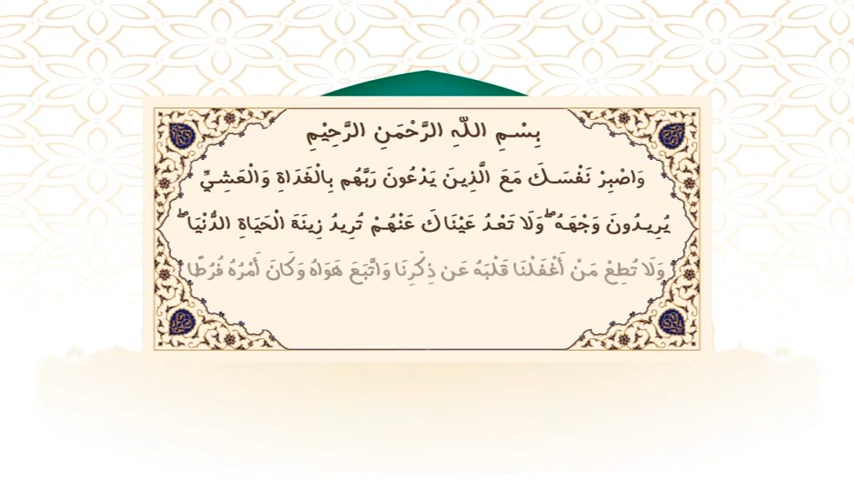 بِسْمِ اللّٰهِ الرَّحْمَنِ الرَّحِيْمِ
وَاصْبِرْ نَفْسَكَ مَعَ الَّذِينَ يَدْعُونَ رَبَّهُم بِالْغَدَاةِ وَالْعَشِيِّ
يُرِيدُونَ وَجْهَهُ ۖ وَلَا تَعْدُ عَيْنَاكَ عَنْهُمْ تُرِيدُ زِينَةَ الْحَيَاةِ الدُّنْيَا ۖ
وَلَا تُطِعْ مَنْ أَغْفَلْنَا قَلْبَهُ عَن ذِكْرِنَا وَاتَّبَعَ هَوَاهُ وَكَانَ أَمْرُهُ فُرُطًا